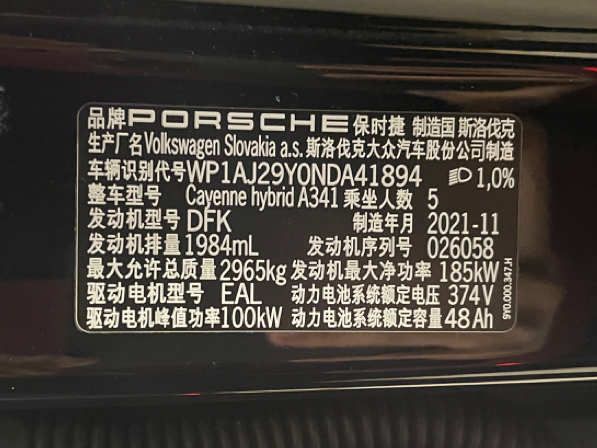 品牌PORSCHE 保时捷 制造国 斯洛伐克
生产厂名Volkswagen Slovakia a.s. 斯洛伐克大众汽车股份公司制造
车辆识别代号WP1AJ29Y0NDA41894 1,0%
整车型号 Cayenne hybrid A341 乘坐人数 5
发动机型号 DFK 制造年月 2021-11
发动机排量 1984mL 发动机序列号 026058
最大允许总质量 2965kg 发动机最大净功率 185kW
驱动电机型号 EAL 动力电池系统额定电压 374V
驱动电机峰值功率100kW 动力电池系统额定容量 48Ah
9Y0.000.347.H